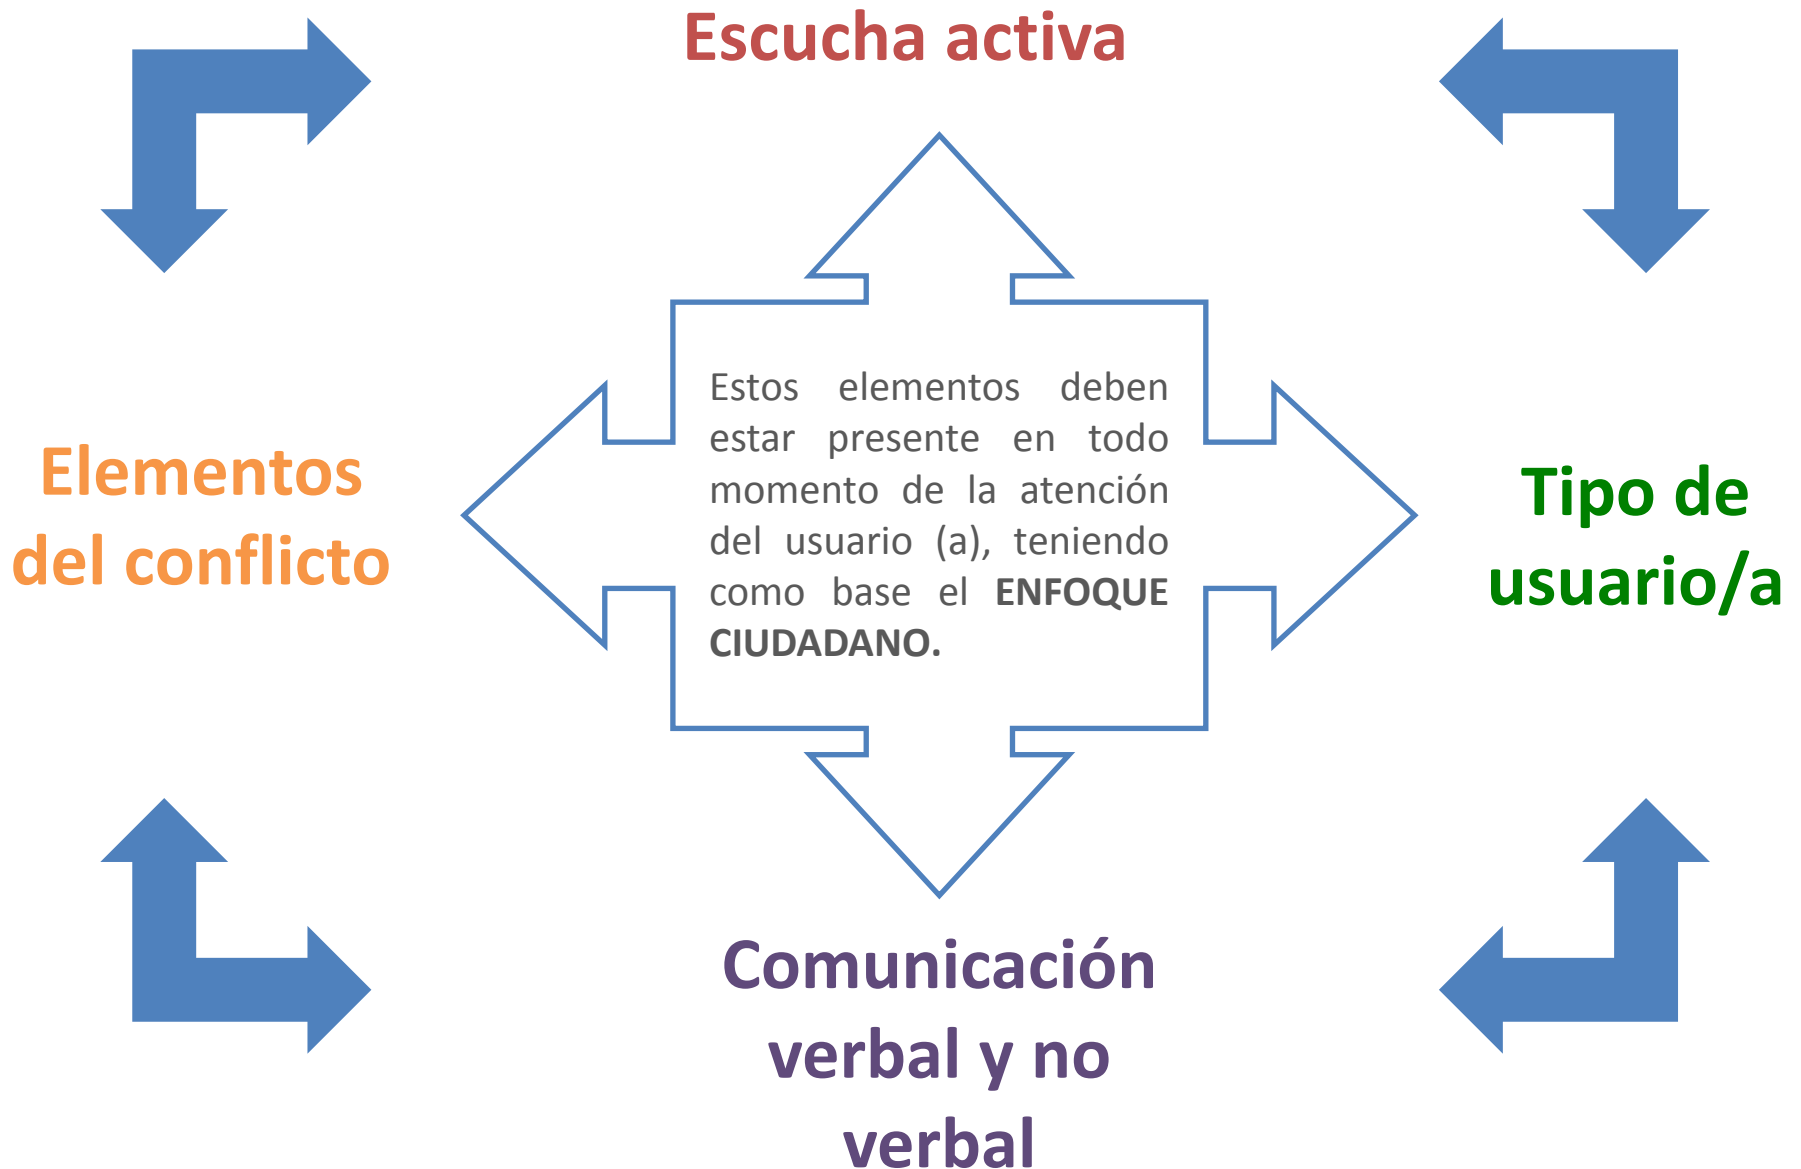 Escucha activa
Elementos
del conflicto
Estos elementos deben
estar presente en todo
momento de la atención
del usuario (a), teniendo
como base el ENFOQUE
CIUDADANO.
Tipo de
usuario/a
Comunicación
verbal y no
verbal